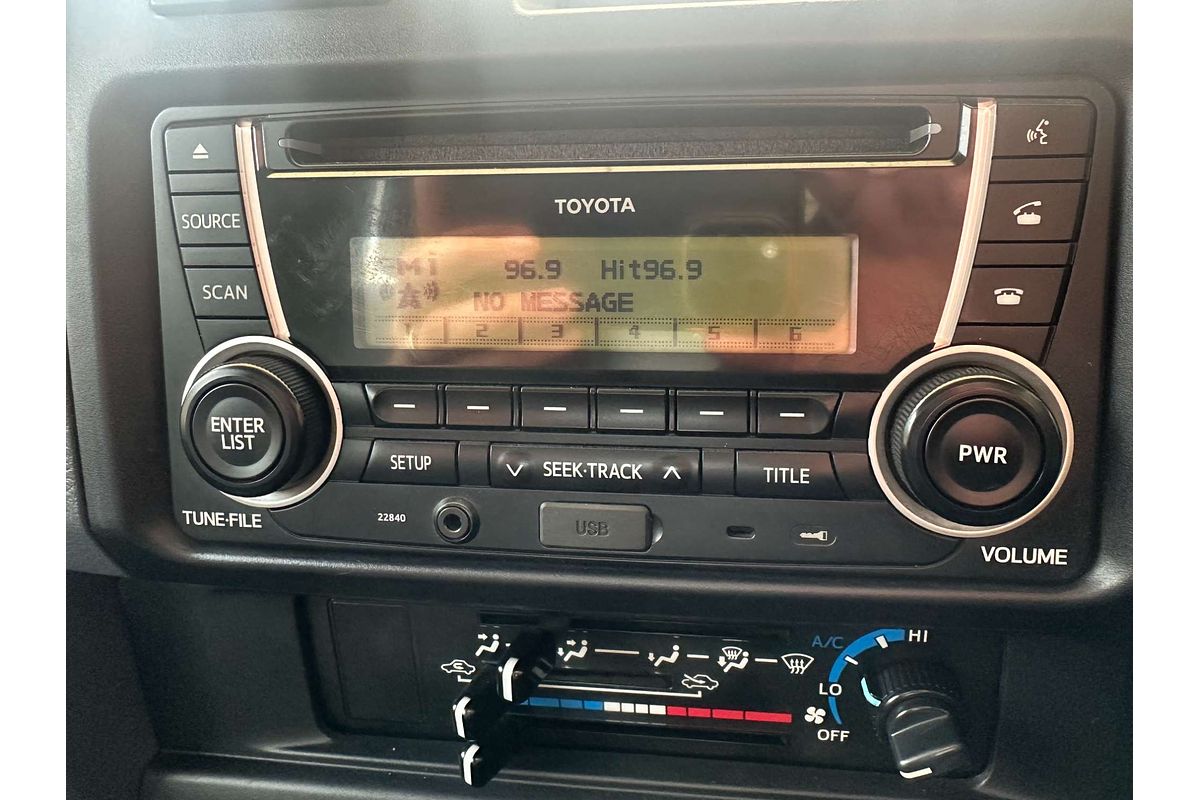 TOYOTA
SOURCE
SCAN
96.9 Hit96.9
NO MESSAGE
1 2 3 4 5 6
ENTER
LIST
SETUP
SEEK·TRACK
TITLE
PWR
TUNE·FILE
22840
USB
VOLUME
A/C
HI
LO
OFF